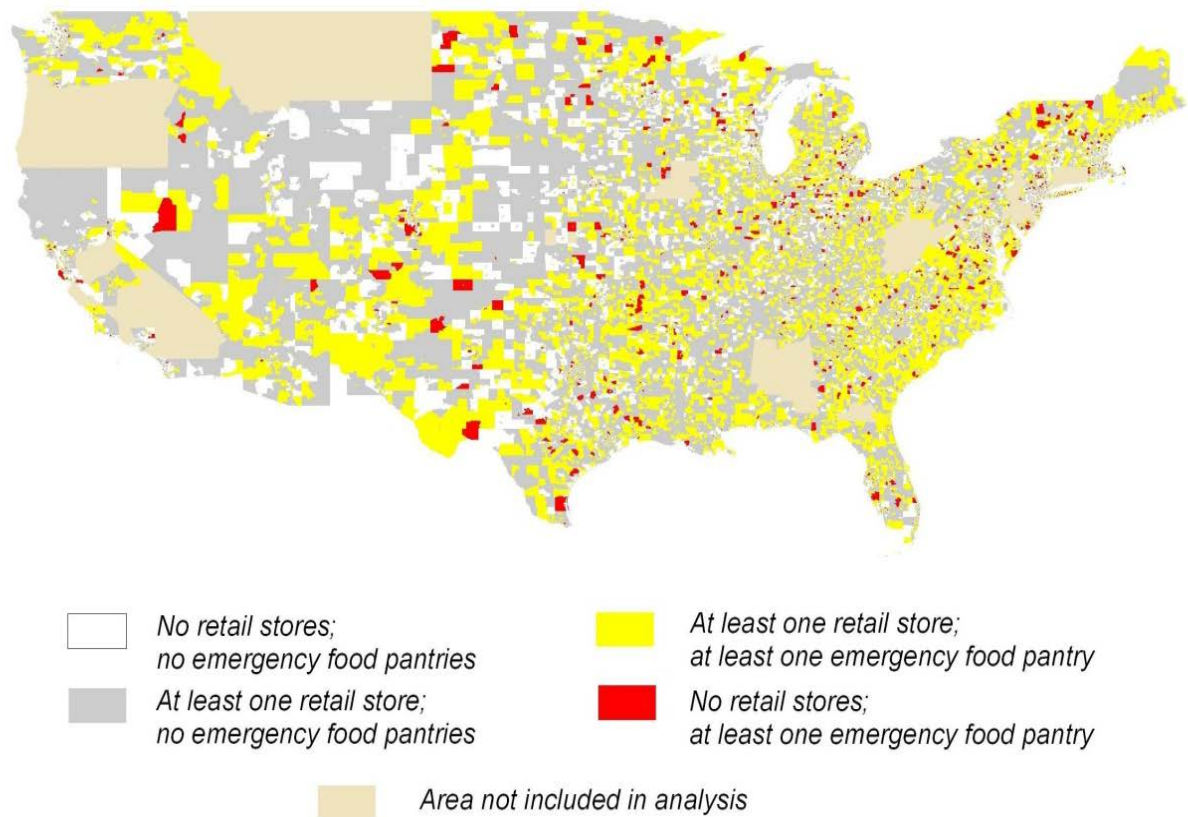 No retail stores;
no emergency food pantries
At least one retail store;
no emergency food pantries
At least one retail store;
at least one emergency food pantry
No retail stores;
at least one emergency food pantry
Area not included in analysis